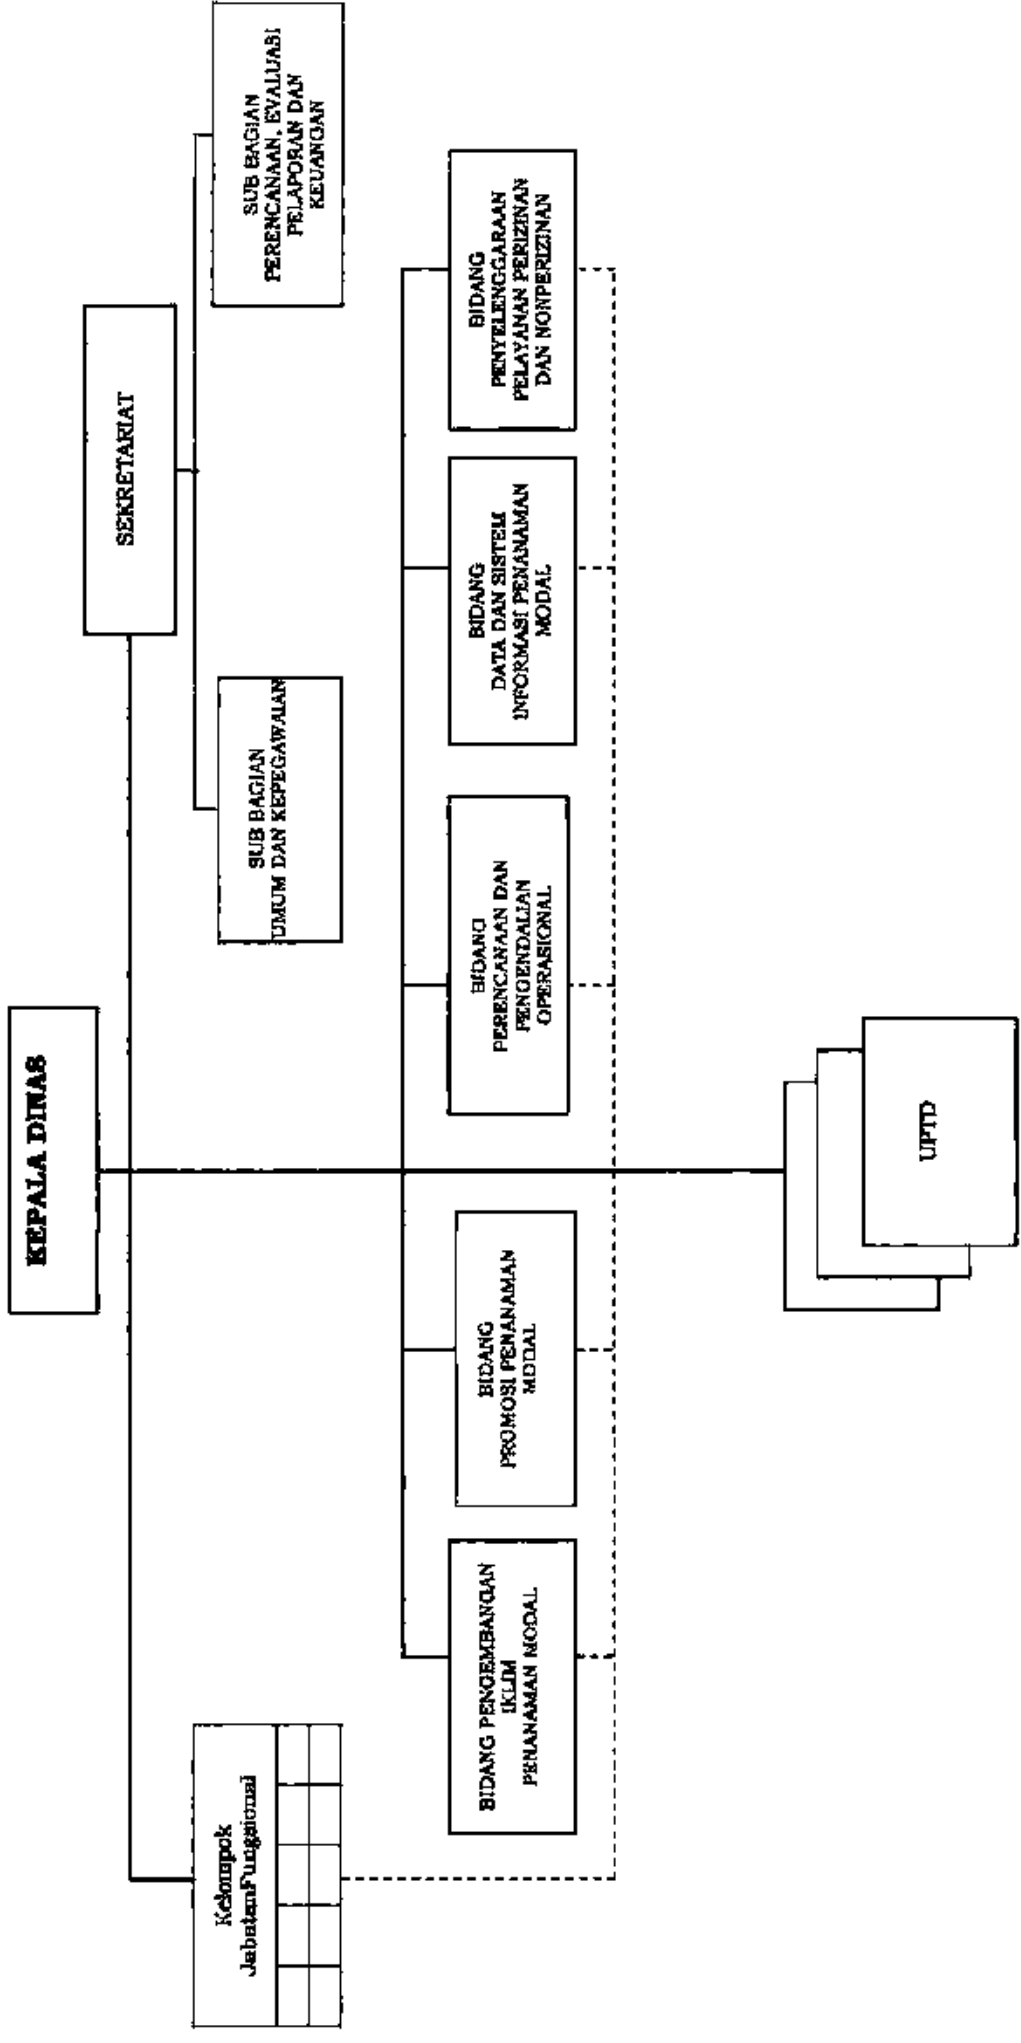 KEPALA DINAS
SEKRETARIAT
Kelompok
JabatanFungsional
SUB BAGIAN
UMUM DAN KEPEGAWAIAN
SUB BAGIAN
PERENCANAAN, EVALUASI
PELAPORAN DAN
KEUANGAN
BIDANG PENGEMBANGAN
IKLIM
PENANAMAN MODAL
BIDANG
PROMOSI PENANAMAN
MODAL
BIDANG
PERENCANAAN DAN
PENGENDALIAN
OPERASIONAL
BIDANG
DATA DAN SISTEM
INFORMASI PENANAMAN
MODAL
BIDANG
PENYELENGGARAAN
PELAYANAN PERIZINAN
DAN NONPERIZINAN
UPTD